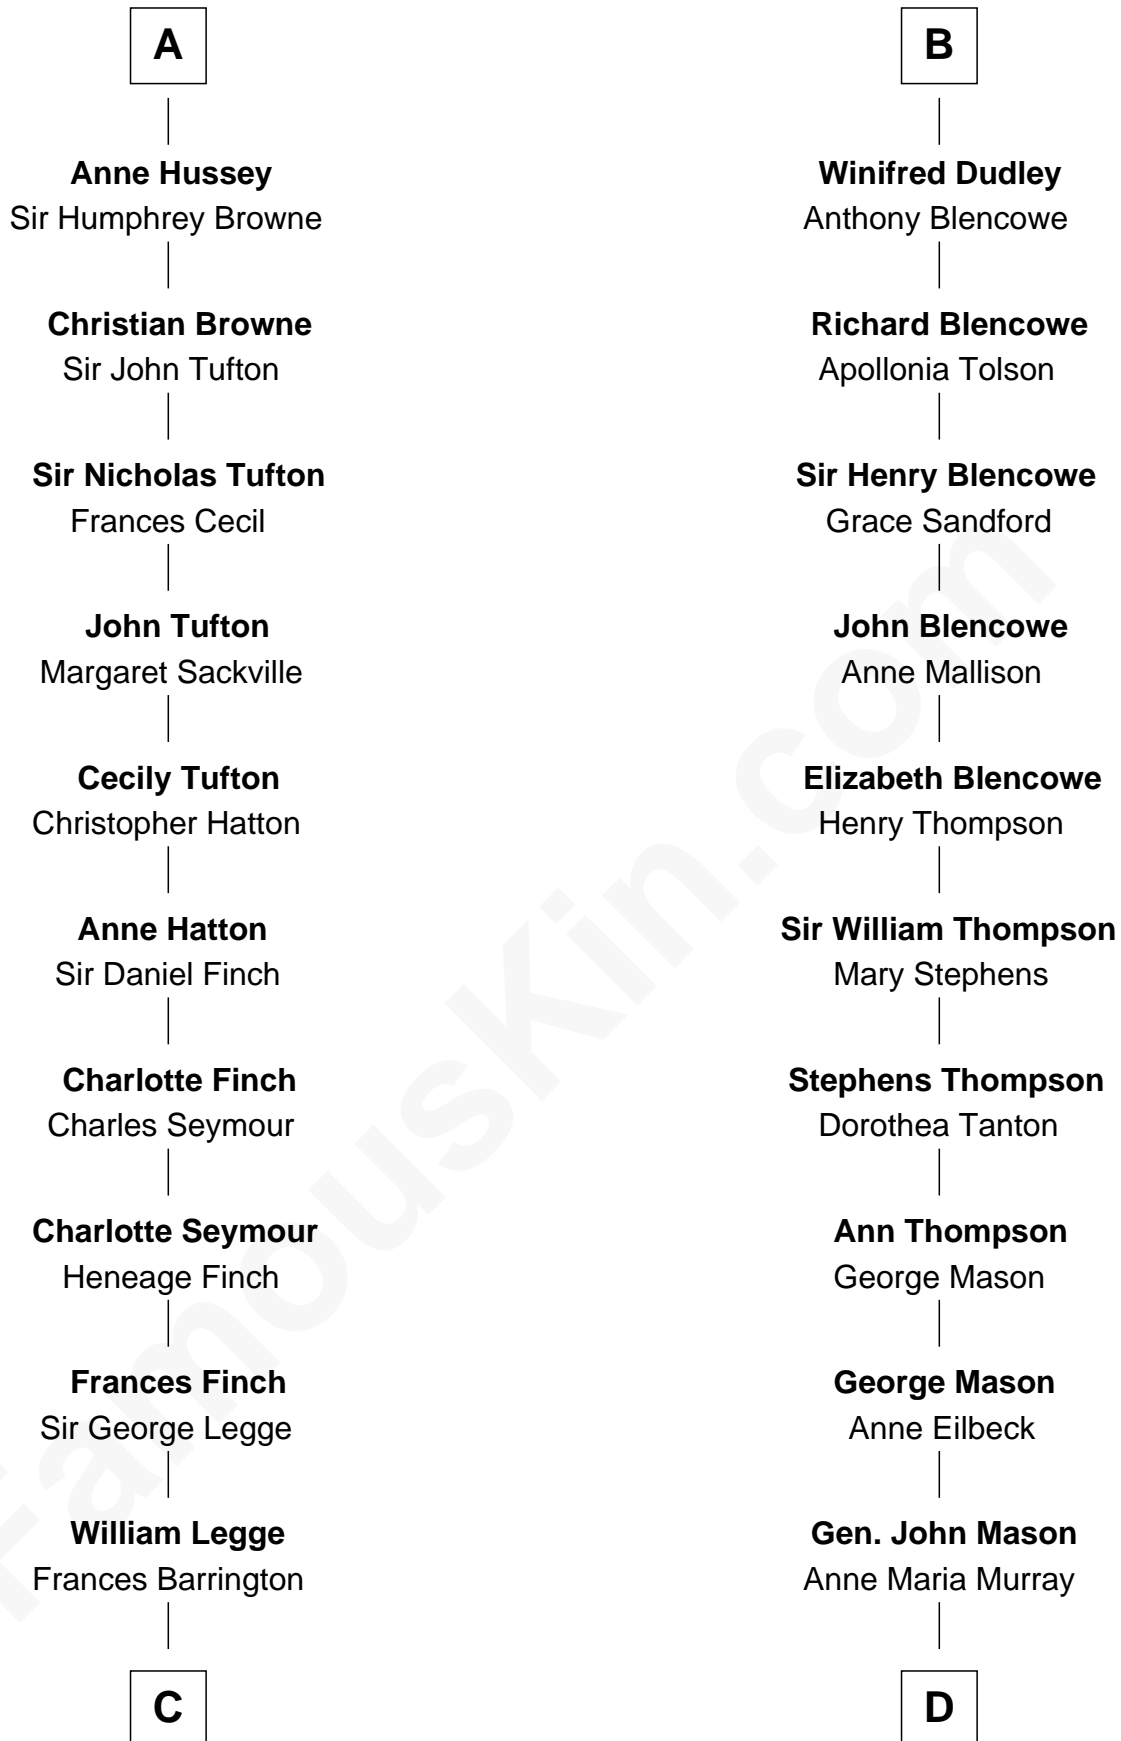 A
Anne Hussey
Sir Humphrey Browne
Christian Browne
Sir John Tufton
Sir Nicholas Tufton
Frances Cecil
John Tufton
Margaret Sackville
Cecily Tufton
Christopher Hatton
Anne Hatton
Sir Daniel Finch
Charlotte Finch
Charles Seymour
Charlotte Seymour
Heneage Finch
Frances Finch
Sir George Legge
William Legge
Frances Barrington
C
B
Winifred Dudley
Anthony Blencowe
Richard Blencowe
Apollonia Tolson
Sir Henry Blencowe
Grace Sandford
John Blencowe
Anne Mallison
Elizabeth Blencowe
Henry Thompson
Sir William Thompson
Mary Stephens
Stephens Thompson
Dorothea Tanton
Ann Thompson
George Mason
George Mason
Anne Eilbeck
Gen. John Mason
Anne Maria Murray
D
FamousKin.com